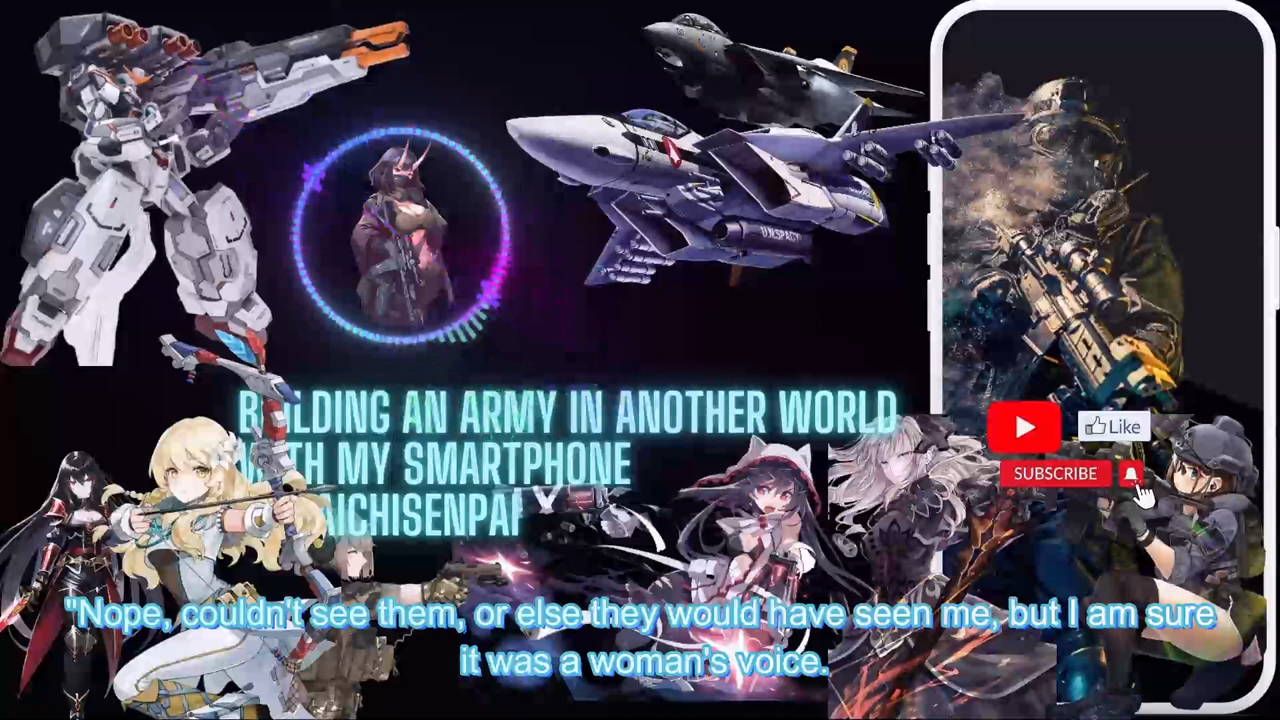 U.N.SPACY
BUILDING AN ARMY IN ANOTHER WORLD
WITH MY SMARTPHONE
Like
SUBSCRIBE
"Nope, couldn't see them, or else they would have seen me, but I am sure
it was a woman's voice.